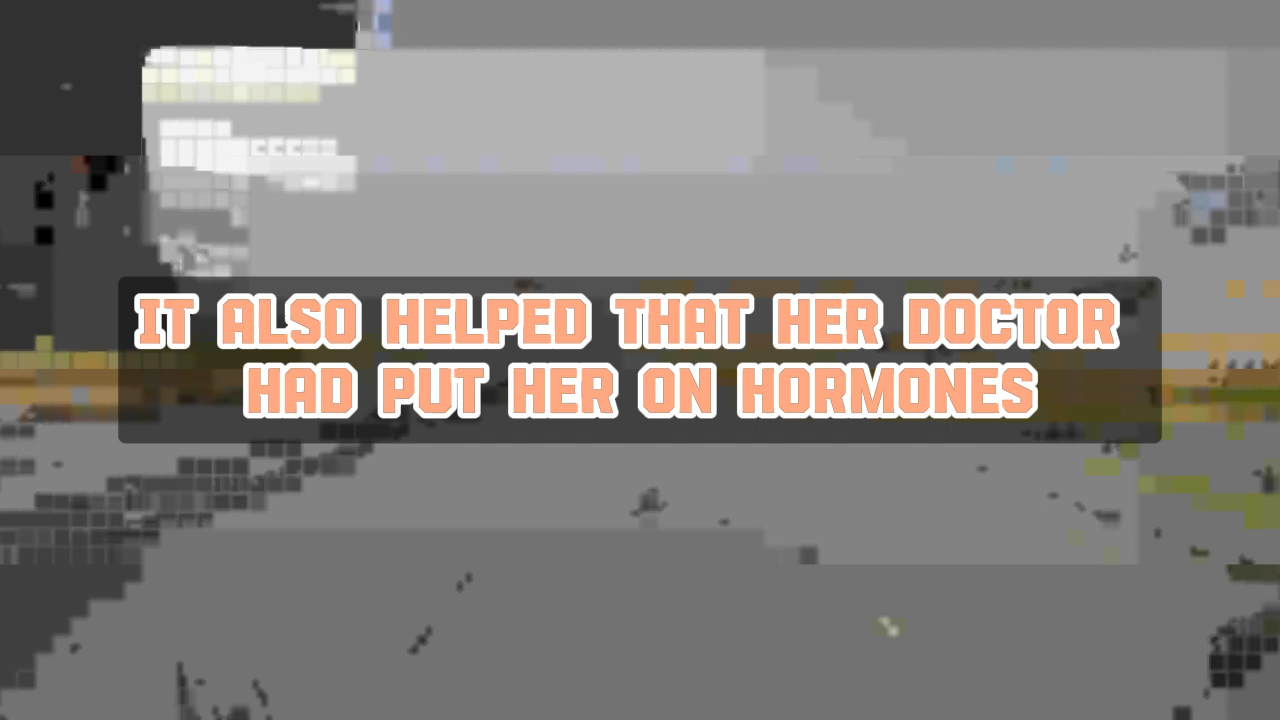 IT ALSO HELPED THAT HER DOCTOR
HAD PUT HER ON HORMONES